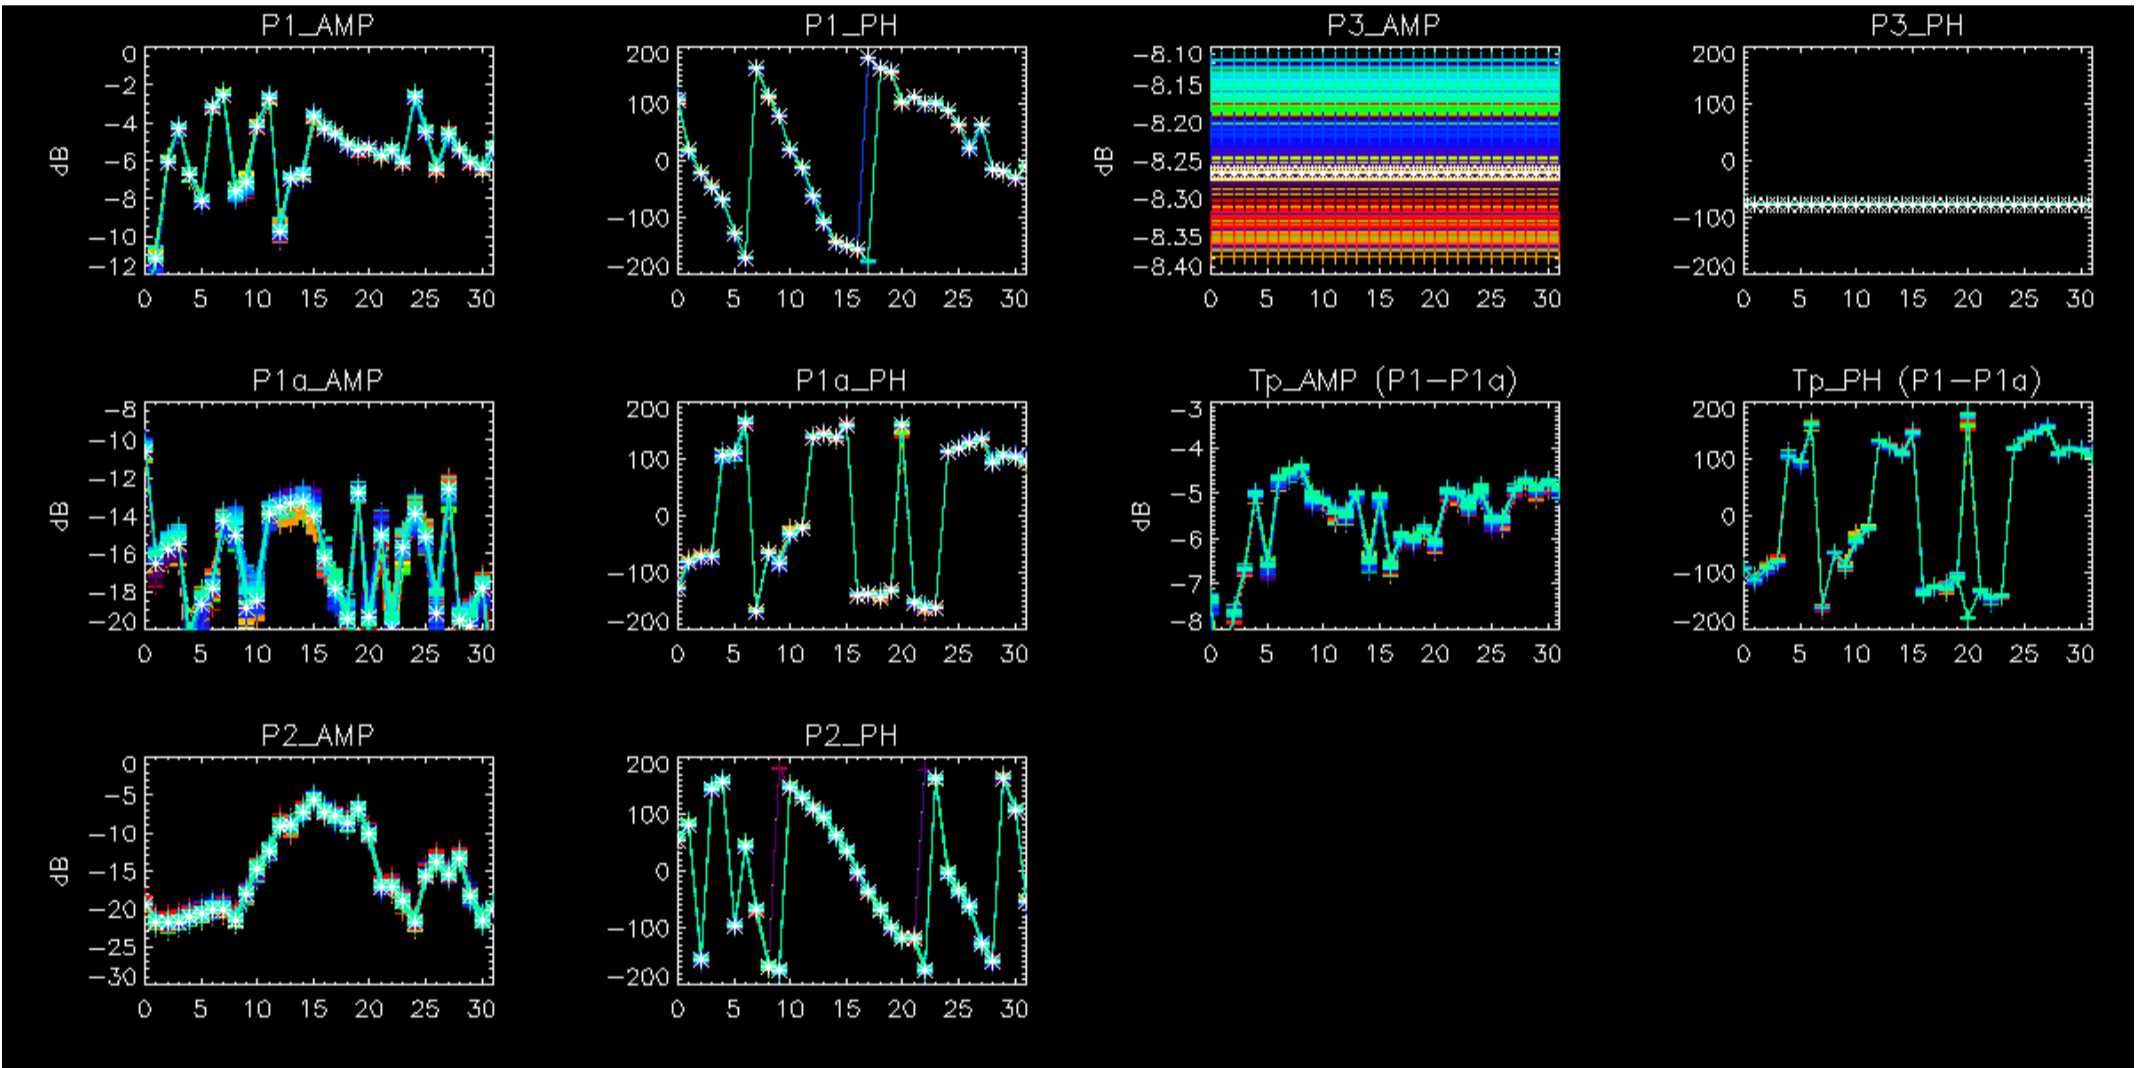 P1_AMP P1_PH P3_AMP P3_PH
0 200 -8.10 200
-2 -8.15
100 100
-4 -8.20
dB -6 0 dB -8.25 0
-8 -8.30
-100 -100
-10 -8.35
-12 -200 -8.40 -200
0 5 10 15 20 25 30 0 5 10 15 20 25 30 0 5 10 15 20 25 30 0 5 10 15 20 25 30
P1a_AMP P1a_PH Tp_AMP (P1-P1a) Tp_PH (P1-P1a)
-8 200 -3 200
-10 -4
-12 100 100
dB -14 0 dB -5 0
-16 -6
-18 -100 -7 -100
-20 -200 -8 -200
0 5 10 15 20 25 30 0 5 10 15 20 25 30 0 5 10 15 20 25 30 0 5 10 15 20 25 30
P2_AMP P2_PH
0 200
-5
-10 100
dB -15 0
-20
-25 -100
-30 -200
0 5 10 15 20 25 30 0 5 10 15 20 25 30